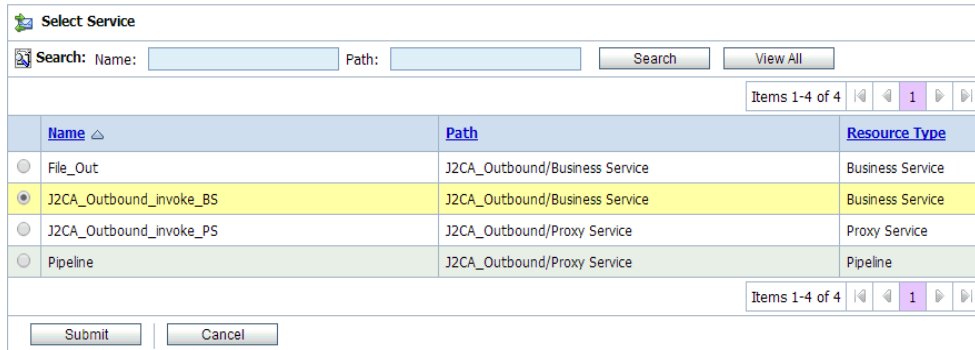 Select Service
Search: Name: Path: Search View All
Items 1-4 of 4 1
Name Path Resource Type
File_Out J2CA_Outbound/Business Service Business Service
J2CA_Outbound_invoke_BS J2CA_Outbound/Business Service Business Service
J2CA_Outbound_invoke_PS J2CA_Outbound/Proxy Service Proxy Service
Pipeline J2CA_Outbound/Proxy Service Pipeline
Items 1-4 of 4 1
Submit Cancel